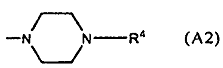 —N N—R⁴ (A2)